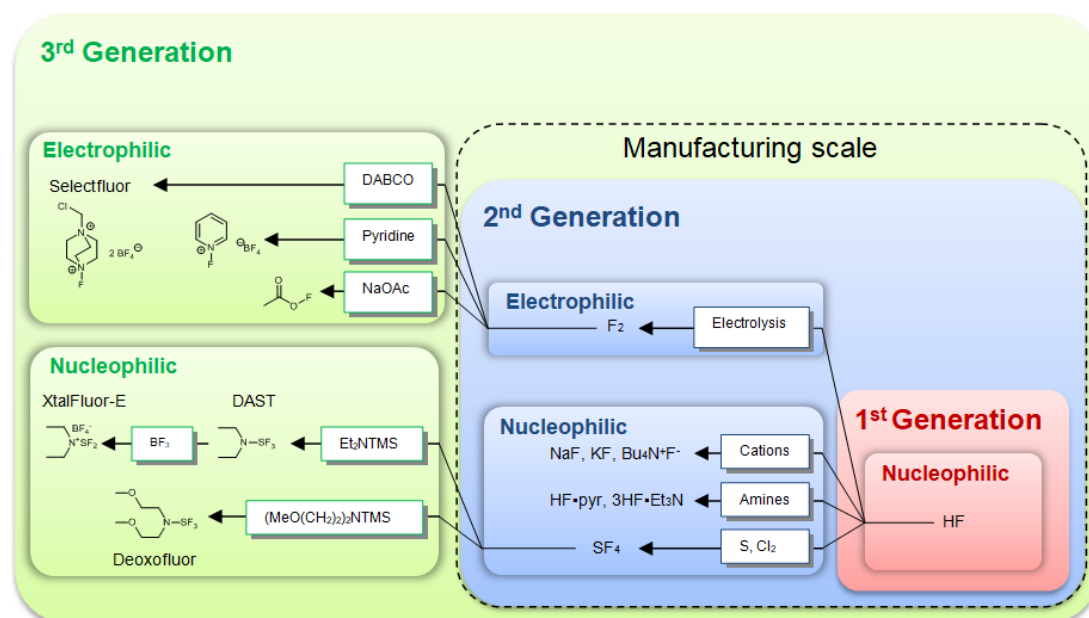 3rd Generation
Manufacturing scale
2nd Generation
1st Generation
Electrophilic
Selectfluor
DABCO
Cl
N
⊕
⊕
N
F
2 BF4⊖
N
⊕
F
⊖BF4
Pyridine
O
O
F
NaOAc
Electrophilic
F2
Electrolysis
Nucleophilic
XtalFluor-E
DAST
BF4-
N+SF2
BF3
N-SF3
Et2NTMS
O
O
N-SF3
(MeO(CH2)2)2NTMS
Deoxofluor
Nucleophilic
NaF, KF, Bu4N+F-
Cations
HF•pyr, 3HF•Et3N
Amines
SF4
S, Cl2
Nucleophilic
HF